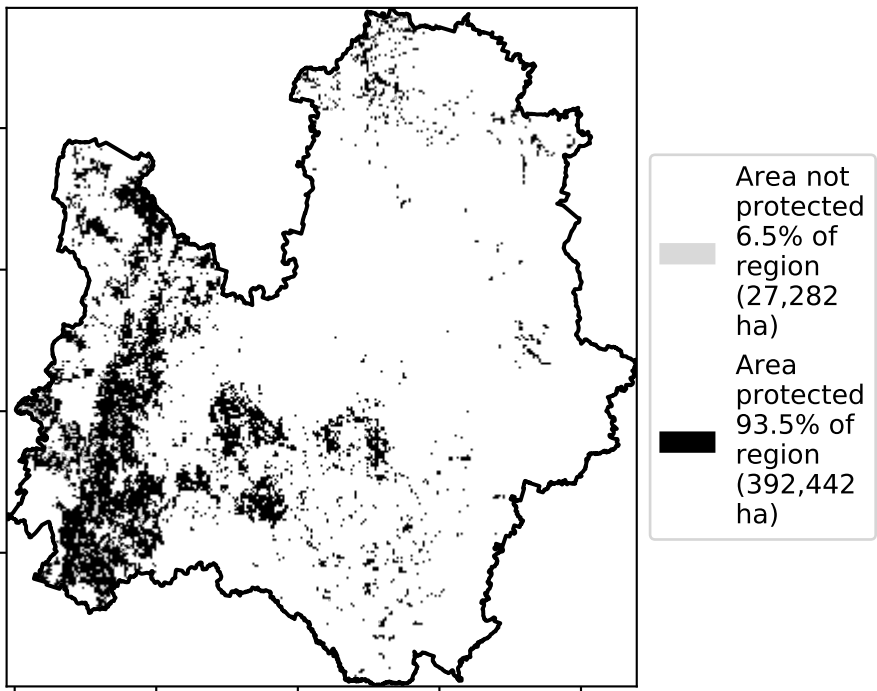 Area not
protected
6.5% of
region
(27,282
ha)
Area
protected
93.5% of
region
(392,442
ha)